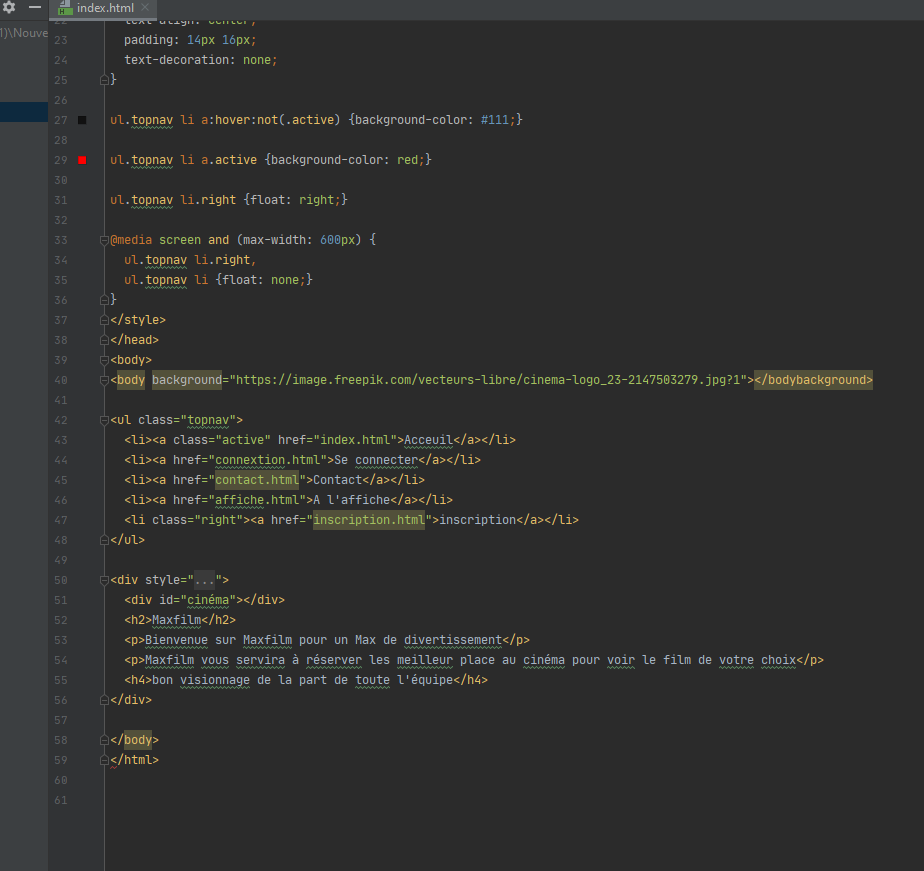 index.html
1)\Nouve
22 text-align: center;
23 padding: 14px 16px;
24 text-decoration: none;
25 }
26
27 ul.topnav li a:hover:not(.active) {background-color: #111;}
28
29 ul.topnav li a.active {background-color: red;}
30
31 ul.topnav li.right {float: right;}
32
33 @media screen and (max-width: 600px) {
34 ul.topnav li.right,
35 ul.topnav li {float: none;}
36 }
37 </style>
38 </head>
39 <body>
40 <body background="https://image.freepik.com/vecteurs-libre/cinema-logo_23-2147503279.jpg?1"></bodybackground>
41
42 <ul class="topnav">
43 <li><a class="active" href="index.html">Acceuil</a></li>
44 <li><a href="connextion.html">Se connecter</a></li>
45 <li><a href="contact.html">Contact</a></li>
46 <li><a href="affiche.html">A l'affiche</a></li>
47 <li class="right"><a href="inscription.html">inscription</a></li>
48 </ul>
49
50 <div style="...">
51 <div id="cinéma"></div>
52 <h2>Maxfilm</h2>
53 <p>Bienvenue sur Maxfilm pour un Max de divertissement</p>
54 <p>Maxfilm vous servira à réserver les meilleur place au cinéma pour voir le film de votre choix</p>
55 <h4>bon visionnage de la part de toute l'équipe</h4>
56 </div>
57
58 </body>
59 </html>
60
61